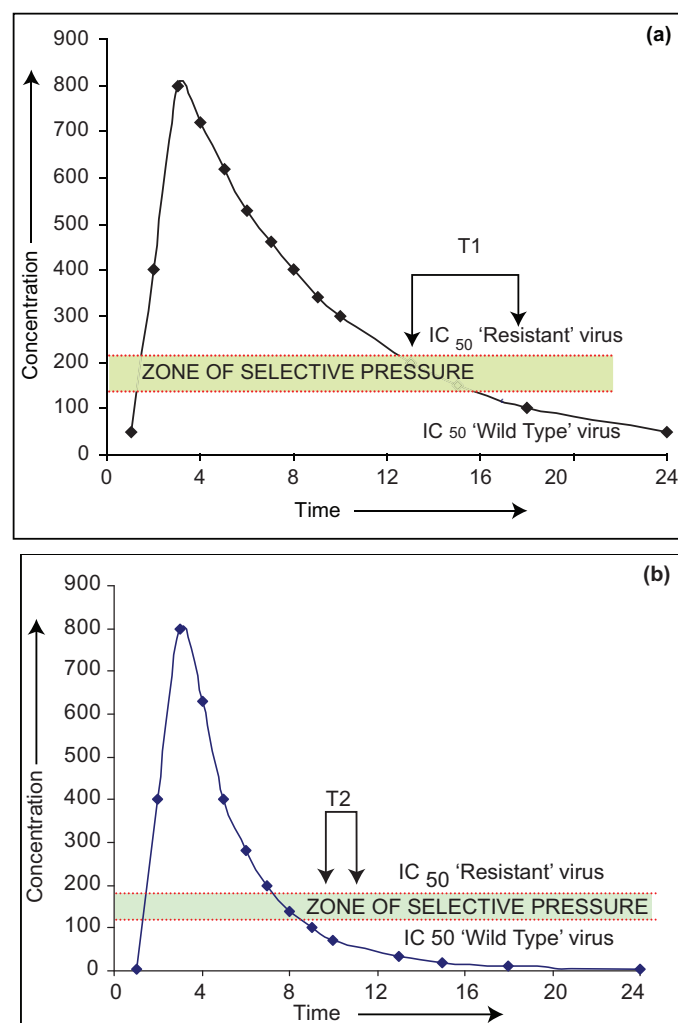 (a)
900
800
700
600
500
400
300
200
100
0
Concentration
T1
IC 50 'Resistant' virus
ZONE OF SELECTIVE PRESSURE
IC 50 'Wild Type' virus
0 4 8 12 16 20 24
Time
(b)
900
800
700
600
500
400
300
200
100
0
Concentration
T2
IC 50 'Resistant' virus
ZONE OF SELECTIVE PRESSURE
IC 50 'Wild Type' virus
0 4 8 12 16 20 24
Time